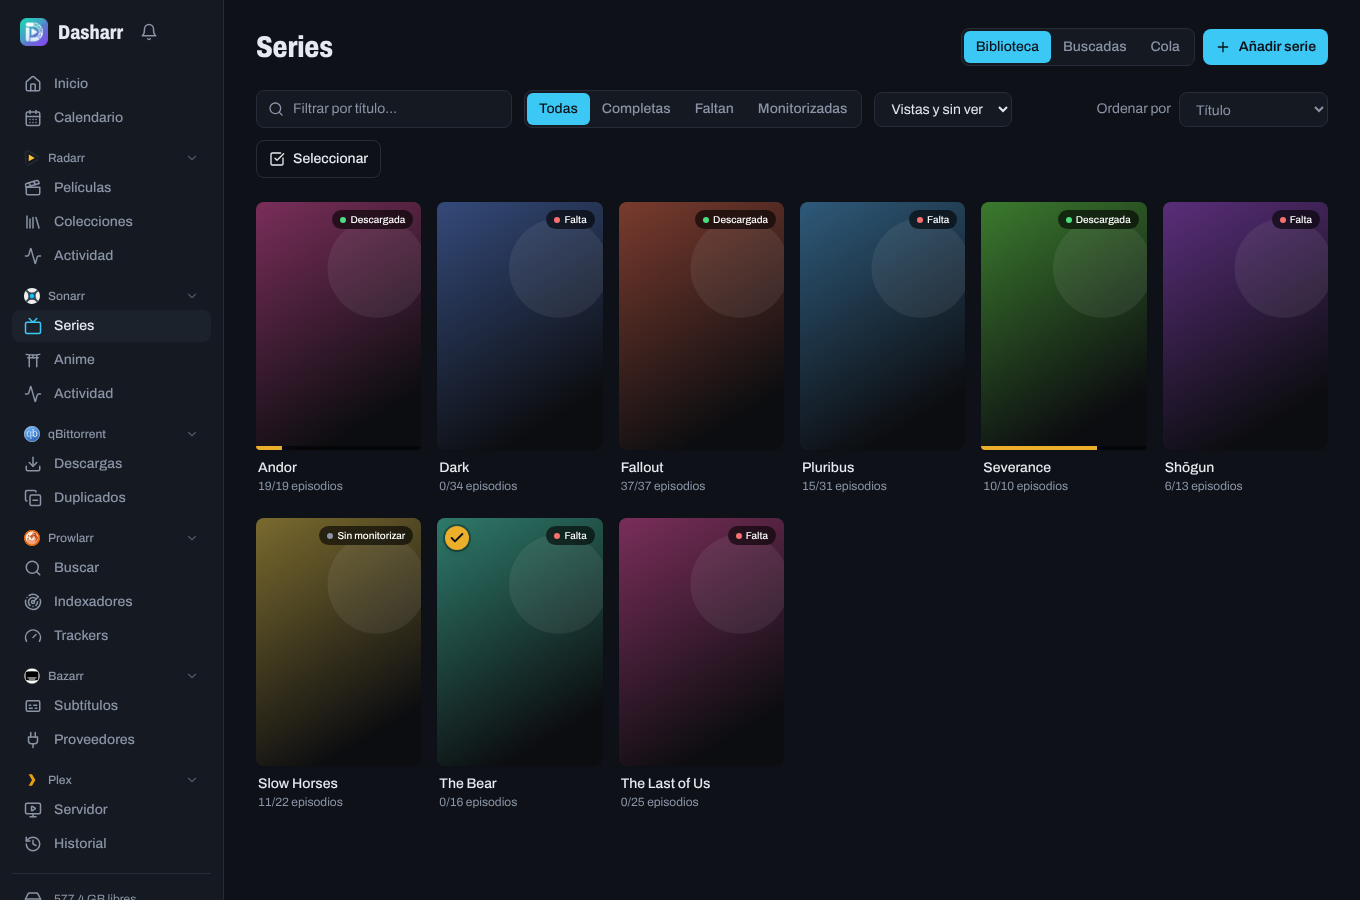 Dasharr
Inicio
Calendario
Radarr
Películas
Colecciones
Actividad
Sonarr
Series
Anime
Actividad
qBittorrent
Descargas
Duplicados
Prowlarr
Buscar
Indexadores
Trackers
Bazarr
Subtítulos
Proveedores
Plex
Servidor
Historial
577.4 GB libres
Series
Biblioteca Buscadas Cola
Añadir serie
Filtrar por título...
Todas Completas Faltan Monitorizadas
Vistas y sin ver
Ordenar por Título
Seleccionar
Descargada
Andor
19/19 episodios
Falta
Dark
0/34 episodios
Descargada
Fallout
37/37 episodios
Falta
Pluribus
15/31 episodios
Descargada
Severance
10/10 episodios
Falta
Shōgun
6/13 episodios
Sin monitorizar
Slow Horses
11/22 episodios
Falta
The Bear
0/16 episodios
Falta
The Last of Us
0/25 episodios